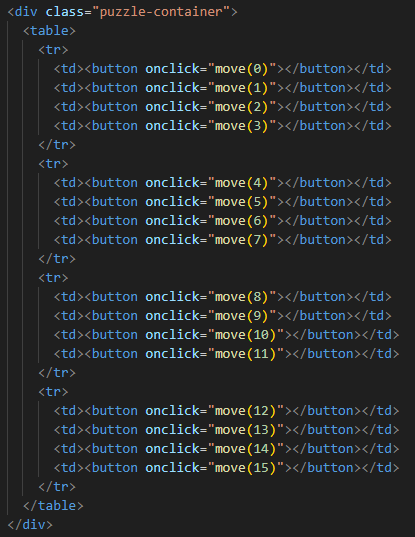 <div class="puzzle-container">
  <table>
    <tr>
      <td><button onclick="move(0)"></button></td>
      <td><button onclick="move(1)"></button></td>
      <td><button onclick="move(2)"></button></td>
      <td><button onclick="move(3)"></button></td>
    </tr>
    <tr>
      <td><button onclick="move(4)"></button></td>
      <td><button onclick="move(5)"></button></td>
      <td><button onclick="move(6)"></button></td>
      <td><button onclick="move(7)"></button></td>
    </tr>
    <tr>
      <td><button onclick="move(8)"></button></td>
      <td><button onclick="move(9)"></button></td>
      <td><button onclick="move(10)"></button></td>
      <td><button onclick="move(11)"></button></td>
    </tr>
    <tr>
      <td><button onclick="move(12)"></button></td>
      <td><button onclick="move(13)"></button></td>
      <td><button onclick="move(14)"></button></td>
      <td><button onclick="move(15)"></button></td>
    </tr>
  </table>
</div>